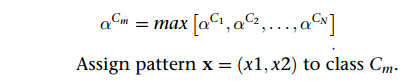 α^{C_m} = max [α^{C_1}, α^{C_2}, . . . , α^{C_N}]
Assign pattern x = (x1, x2) to class C_m.